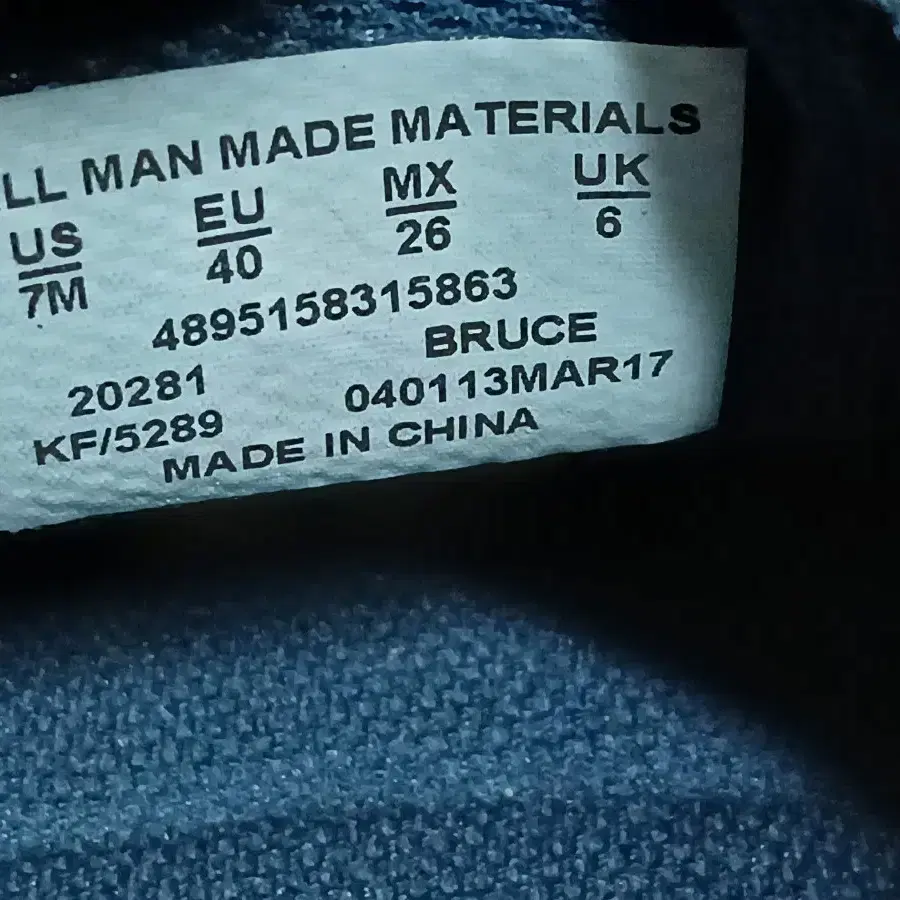 LL MAN MADE MATERIALS
US EU MX UK
7M 40 26 6
4895158315863
20281 BRUCE
KF/5289 040113MAR17
MADE IN CHINA